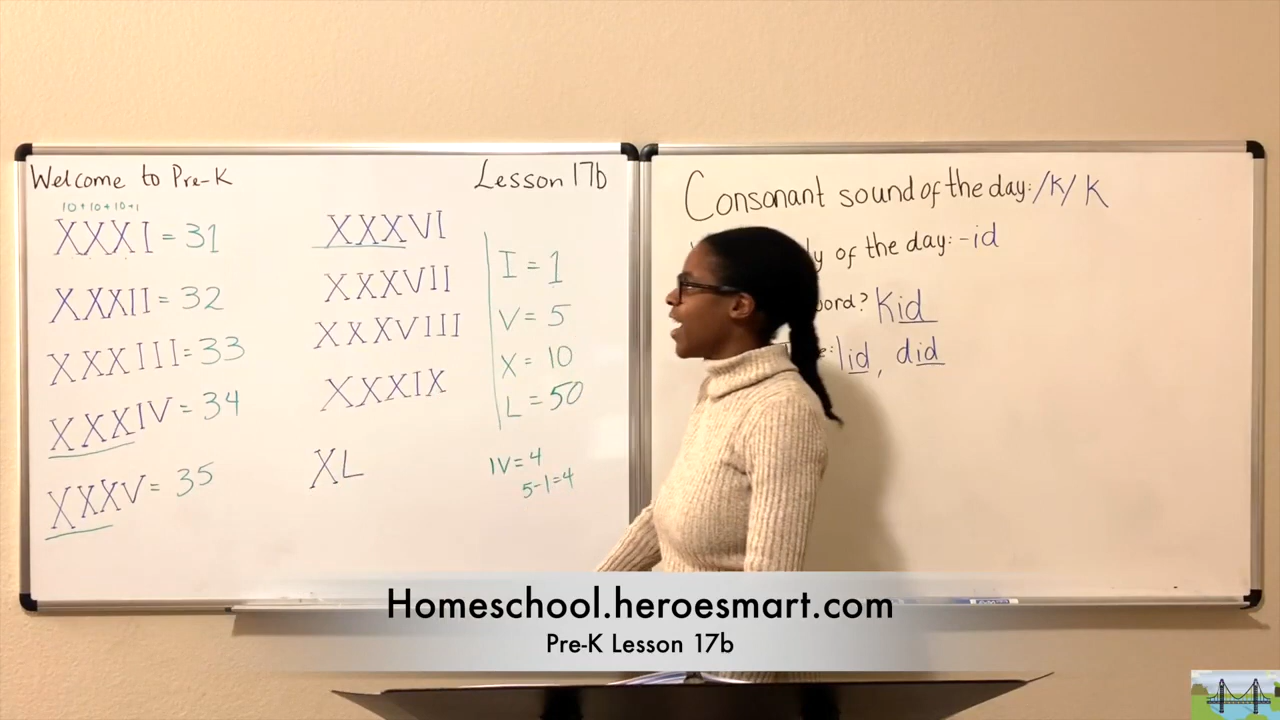 Welcome to Pre-K
Lesson 17b
10+10+10+1
XXXI = 31
XXXII = 32
XXXIII = 33
XXXIV = 34
XXXV = 35
XXXVI
XXXVII
XXXVIII
XXXIX
XL
I = 1
V = 5
X = 10
L = 50
IV = 4
5-1=4
Consonant sound of the day: /k/ K
of the day: -id
word? kid
lid, did
Homeschool.heroesmart.com
Pre-K Lesson 17b